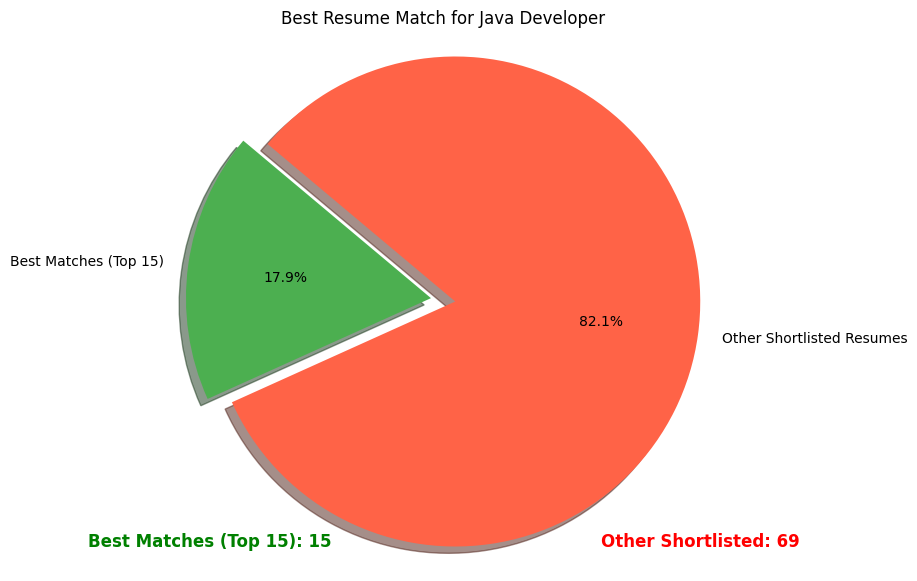 Best Resume Match for Java Developer
Best Matches (Top 15)
17.9%
82.1%
Other Shortlisted Resumes
Best Matches (Top 15): 15
Other Shortlisted: 69